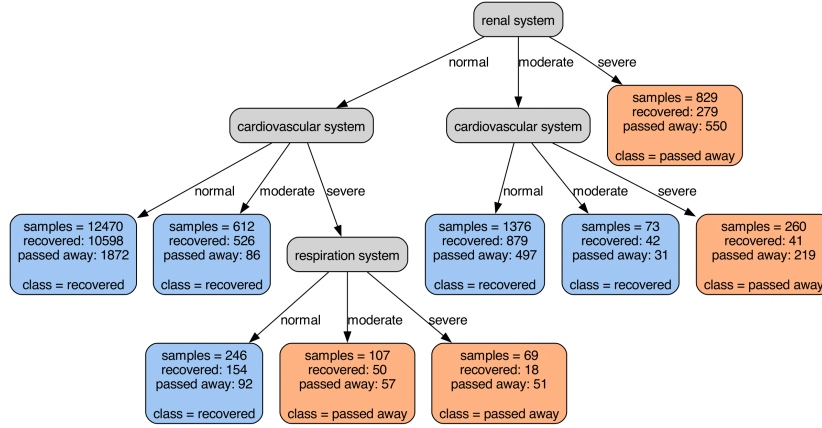 renal system
normal
moderate
severe
samples = 829
recovered: 279
passed away: 550
class = passed away
cardiovascular system
cardiovascular system
normal
moderate
severe
normal
moderate
severe
samples = 12470
recovered: 10598
passed away: 1872
class = recovered
samples = 612
recovered: 526
passed away: 86
class = recovered
respiration system
samples = 1376
recovered: 879
passed away: 497
class = recovered
samples = 73
recovered: 42
passed away: 31
class = recovered
samples = 260
recovered: 41
passed away: 219
class = passed away
normal
moderate
severe
samples = 246
recovered: 154
passed away: 92
class = recovered
samples = 107
recovered: 50
passed away: 57
class = passed away
samples = 69
recovered: 18
passed away: 51
class = passed away